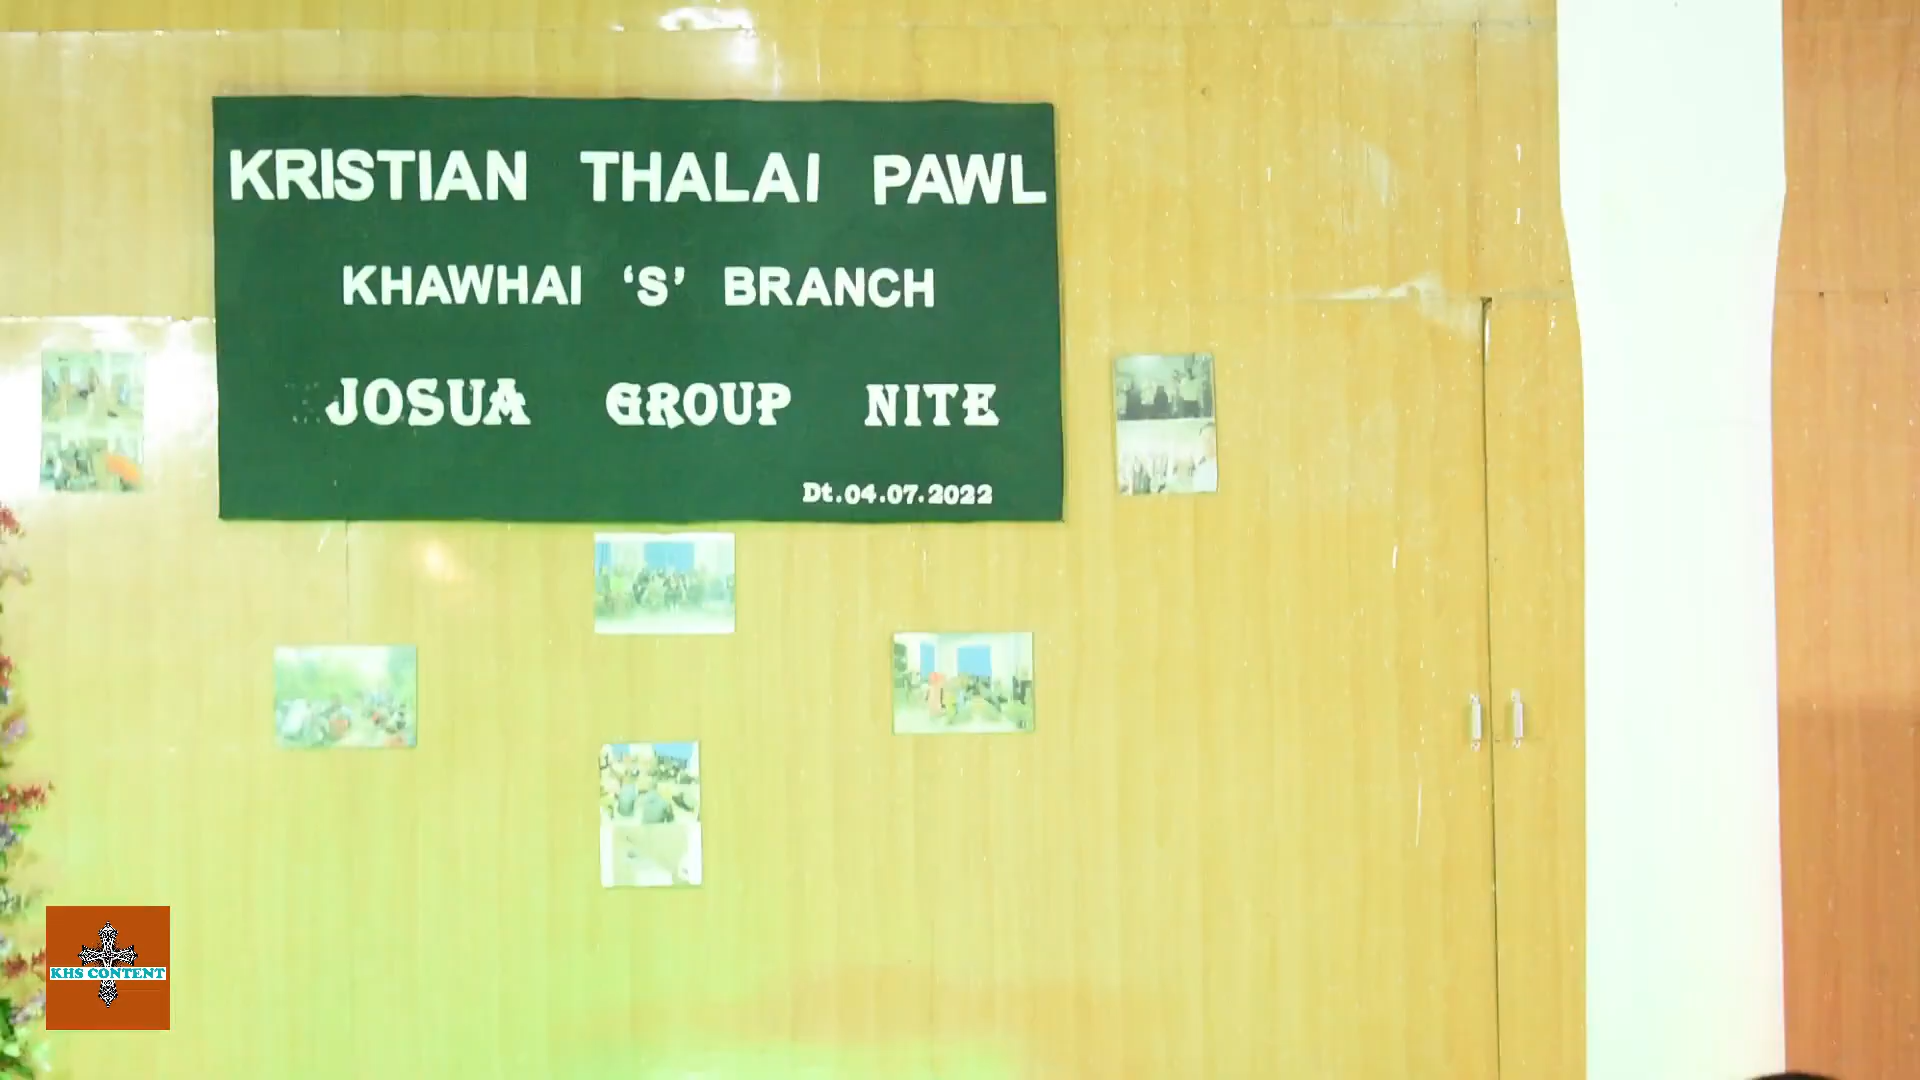 KRISTIAN THALAI PAWL
KHAWHAI ‘S’ BRANCH
JOSUA GROUP NITE
Dt.04.07.2022
KHS CONTENT